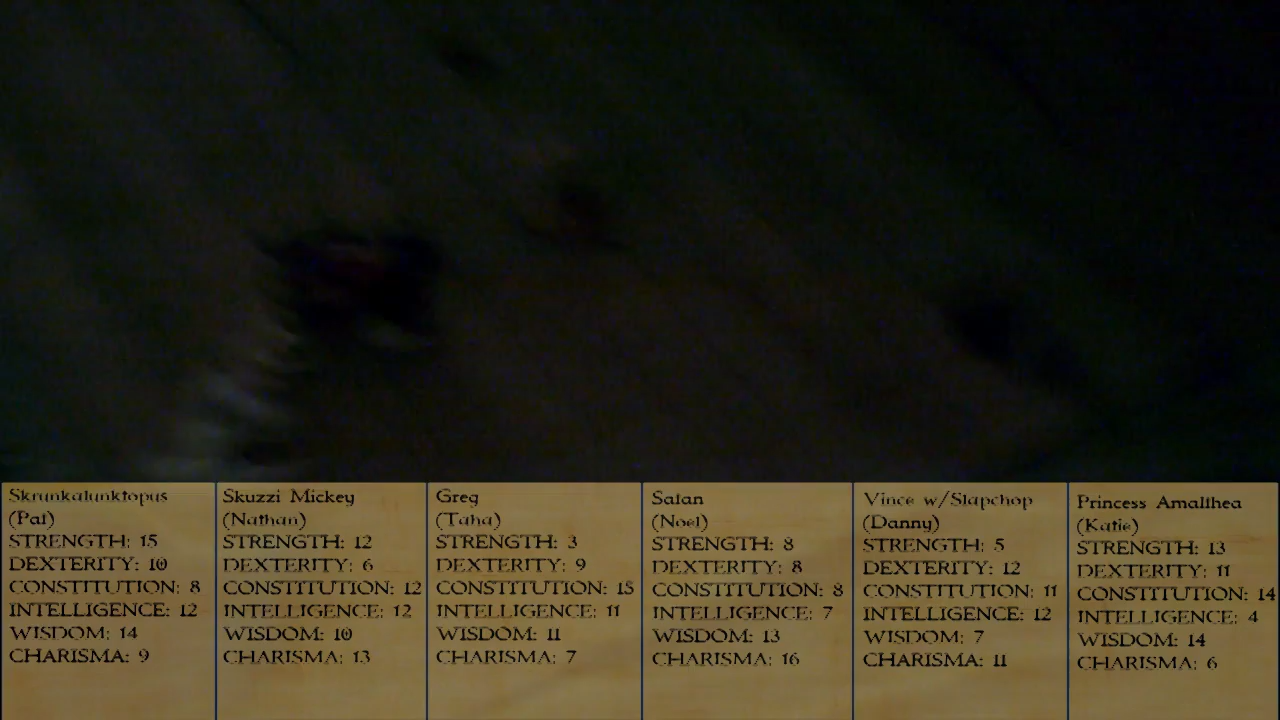 Skrunkalunktopus
(Pat)
STRENGTH: 15
DEXTERITY: 10
CONSTITUTION: 8
INTELLIGENCE: 12
WISDOM: 14
CHARISMA: 9
Skuzzi Mickey
(Nathan)
STRENGTH: 12
DEXTERITY: 6
CONSTITUTION: 12
INTELLIGENCE: 12
WISDOM: 10
CHARISMA: 13
Greg
(Taha)
STRENGTH: 3
DEXTERITY: 9
CONSTITUTION: 15
INTELLIGENCE: 11
WISDOM: 11
CHARISMA: 7
Satan
(Noel)
STRENGTH: 8
DEXTERITY: 8
CONSTITUTION: 8
INTELLIGENCE: 7
WISDOM: 13
CHARISMA: 16
Vince w/Slapchop
(Danny)
STRENGTH: 5
DEXTERITY: 12
CONSTITUTION: 11
INTELLIGENCE: 12
WISDOM: 7
CHARISMA: 11
Princess Amalthea
(Katie)
STRENGTH: 13
DEXTERITY: 11
CONSTITUTION: 14
INTELLIGENCE: 4
WISDOM: 14
CHARISMA: 6